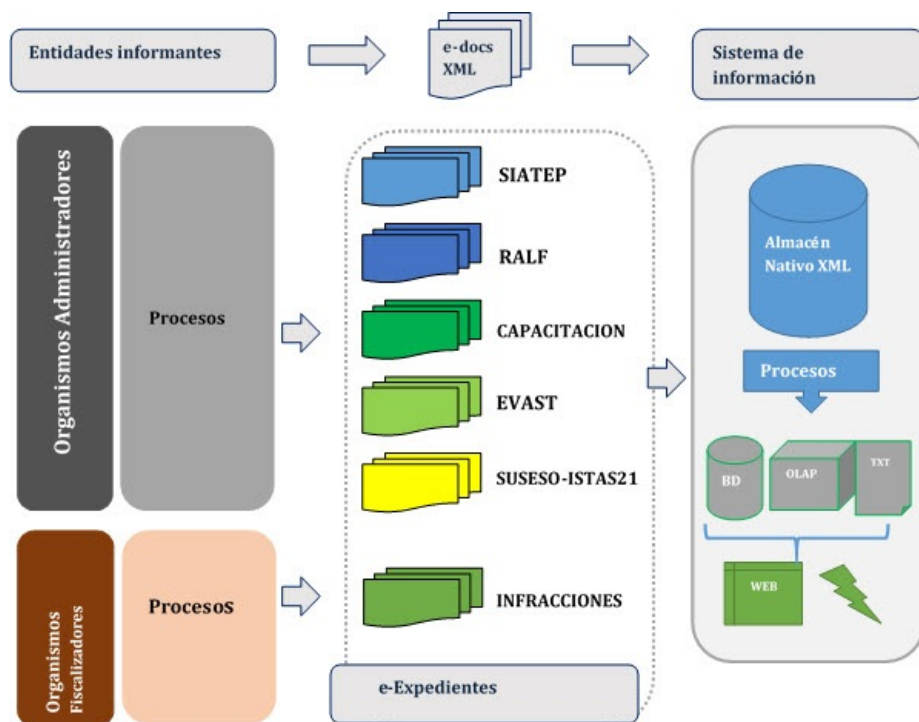 Entidades informantes
e-docs
XML
Sistema de
información
Organismos Administradores
Procesos
SIATEP
RALF
CAPACITACION
EVAST
SUSESO-ISTAS21
Organismos
Fiscalizadores
Procesos
INFRACCIONES
e-Expedientes
Almacén
Nativo XML
Procesos
BD
OLAP
TXT
WEB